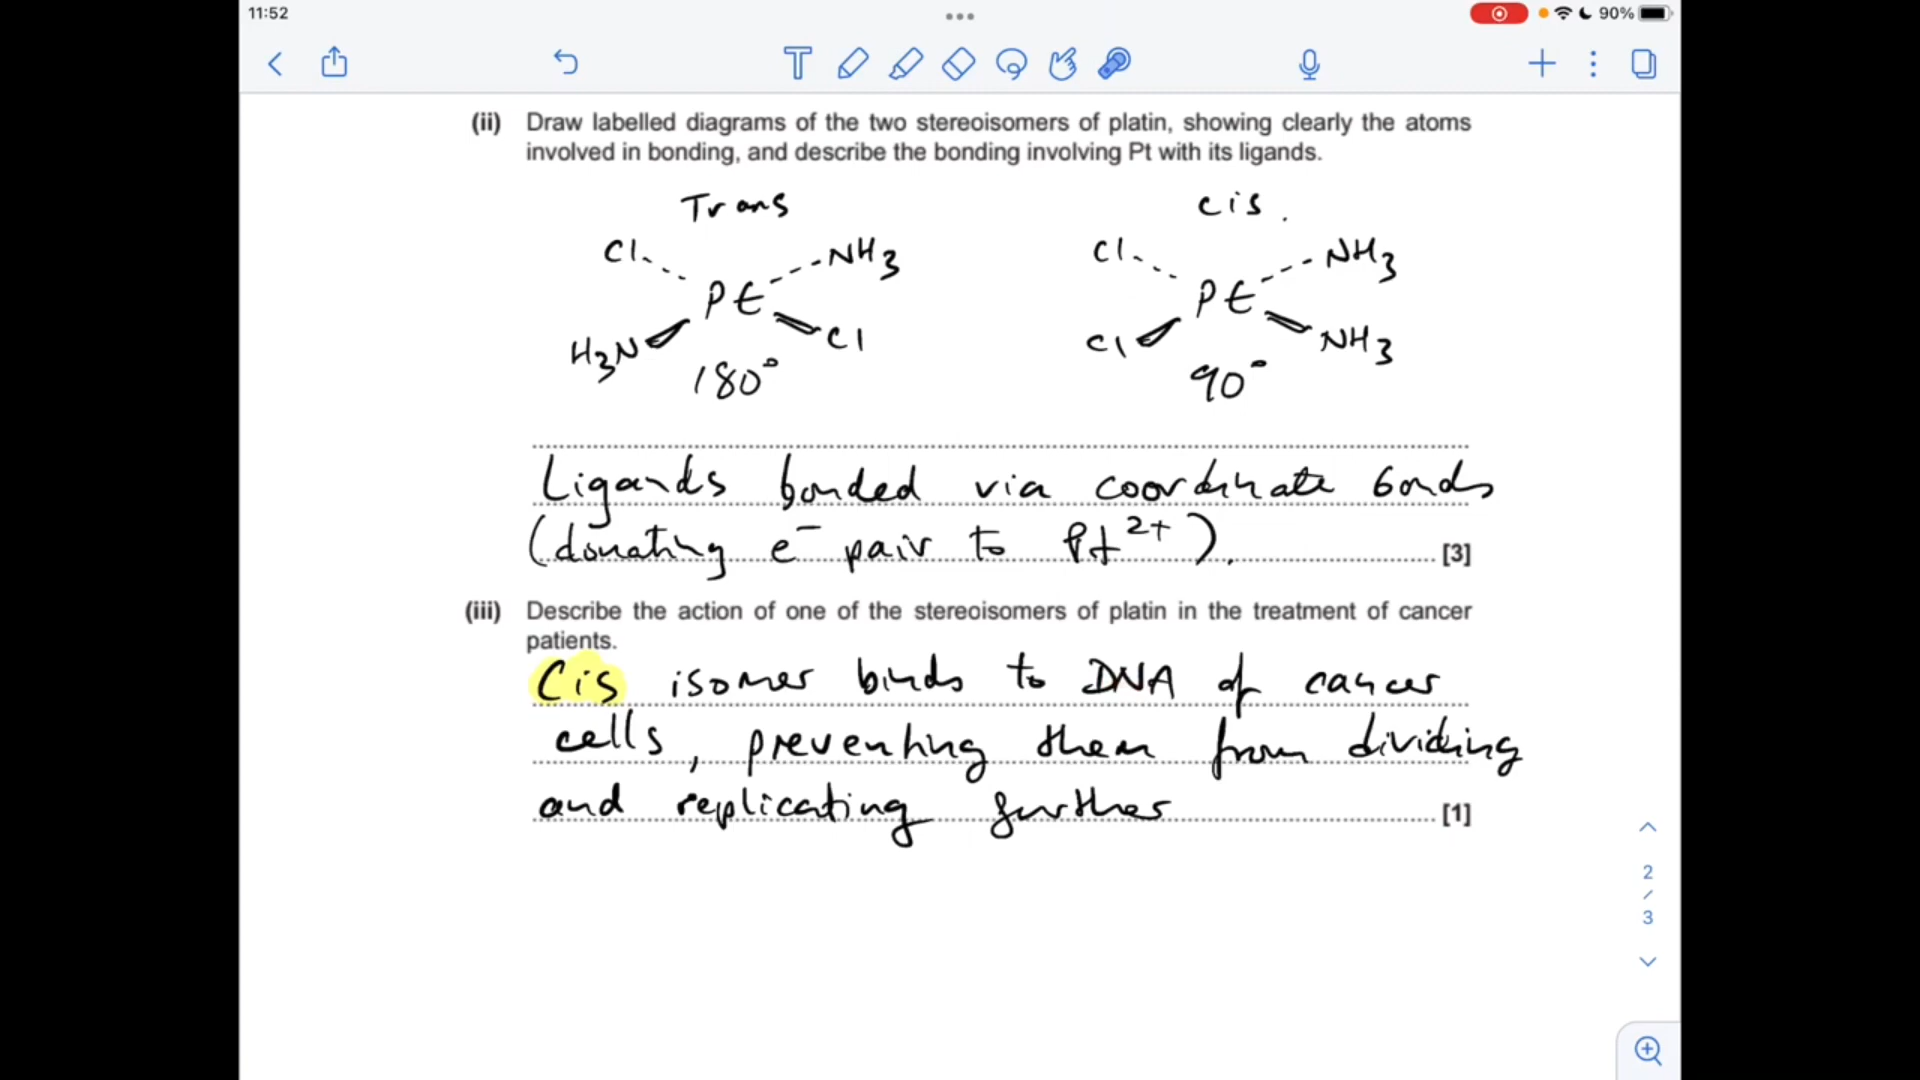 11:52
90%
(ii) Draw labelled diagrams of the two stereoisomers of platin, showing clearly the atoms
involved in bonding, and describe the bonding involving Pt with its ligands.
Trans
cis.
Cl NH3
Pt
H3N Cl
180°
Cl NH3
Pt
Cl NH3
90°
Ligands bonded via coordinate bonds
(donating e⁻ pair to Pt²⁺). [3]
(iii) Describe the action of one of the stereoisomers of platin in the treatment of cancer
patients.
Cis isomer binds to DNA of cancer
cells, preventing them from dividing
and replicating further [1]
2
/
3